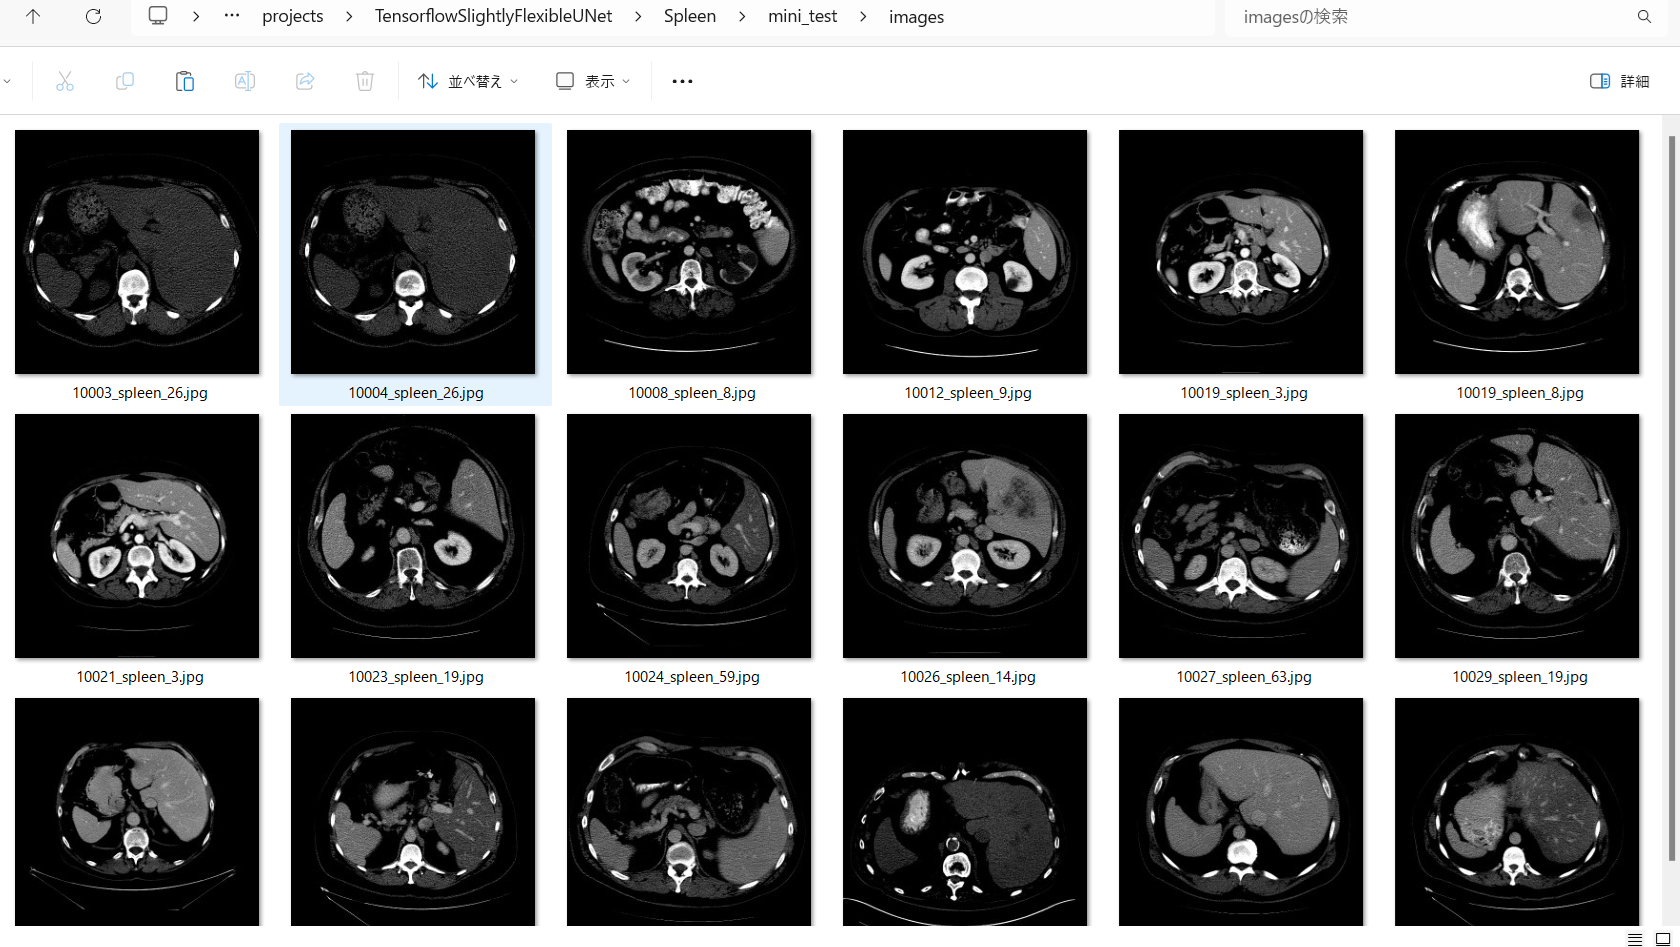 projects > TensorflowSlightlyFlexibleUNet > Spleen > mini_test > images
imagesの検索
並べ替え
表示
詳細
10003_spleen_26.jpg
10004_spleen_26.jpg
10008_spleen_8.jpg
10012_spleen_9.jpg
10019_spleen_3.jpg
10019_spleen_8.jpg
10021_spleen_3.jpg
10023_spleen_19.jpg
10024_spleen_59.jpg
10026_spleen_14.jpg
10027_spleen_63.jpg
10029_spleen_19.jpg